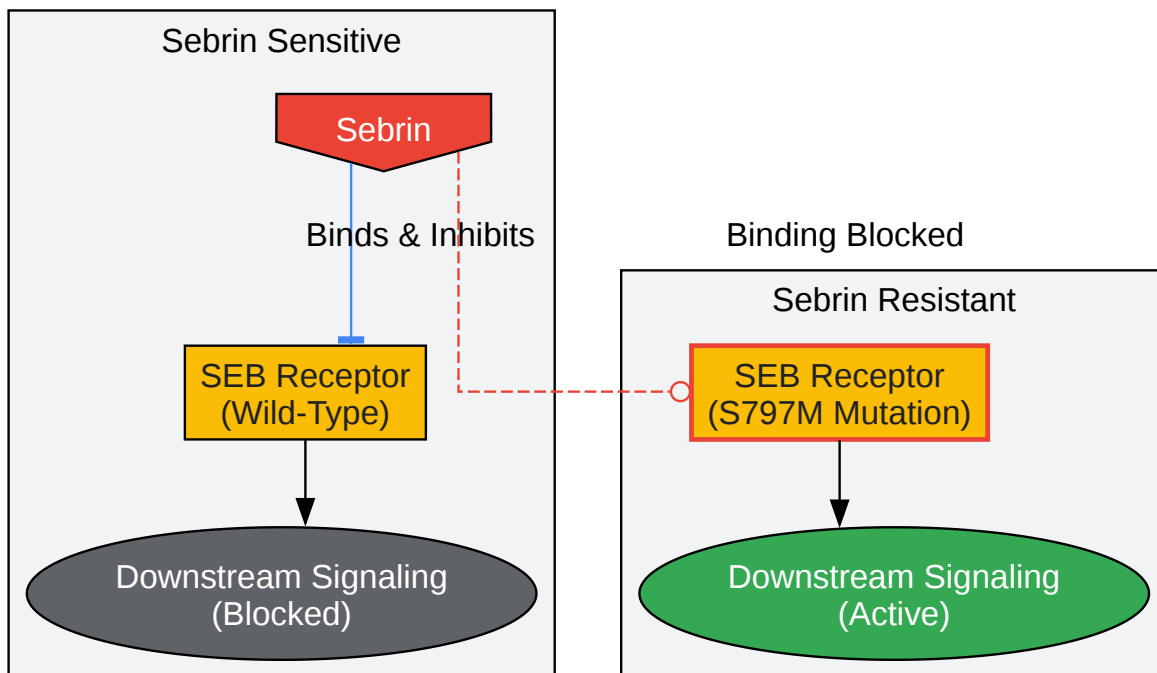 Sebrin Sensitive
Sebrin
Binds & Inhibits
Binding Blocked
Sebrin Resistant
SEB Receptor
(Wild-Type)
SEB Receptor
(S797M Mutation)
Downstream Signaling
(Blocked)
Downstream Signaling
(Active)